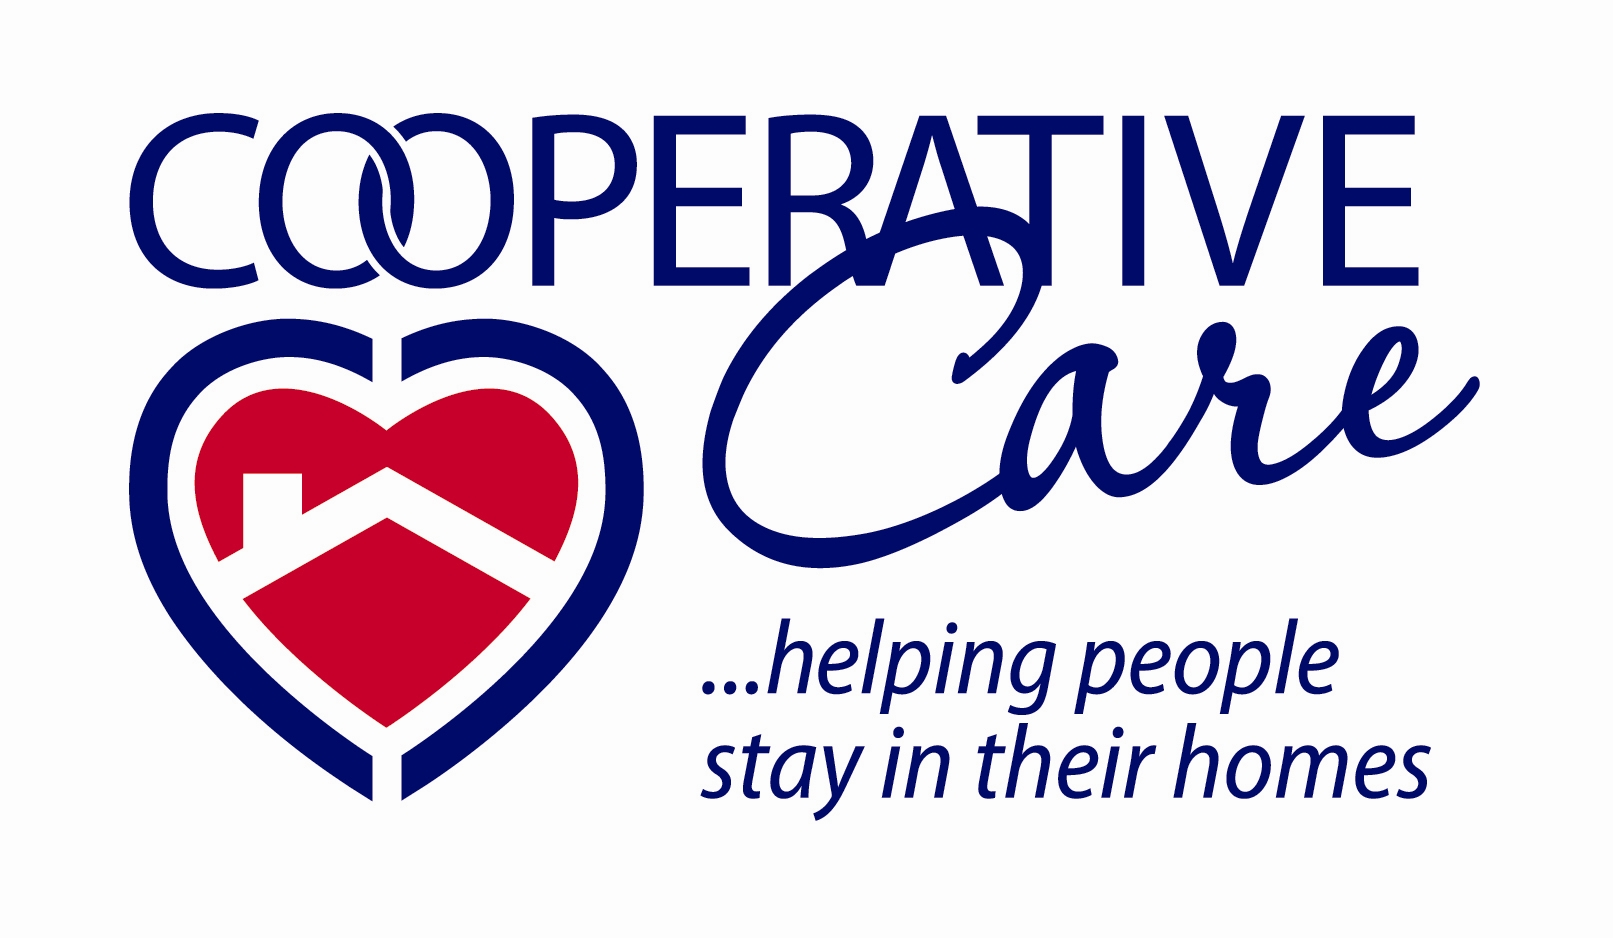 COOPERATIVE
Care
...helping people
stay in their homes